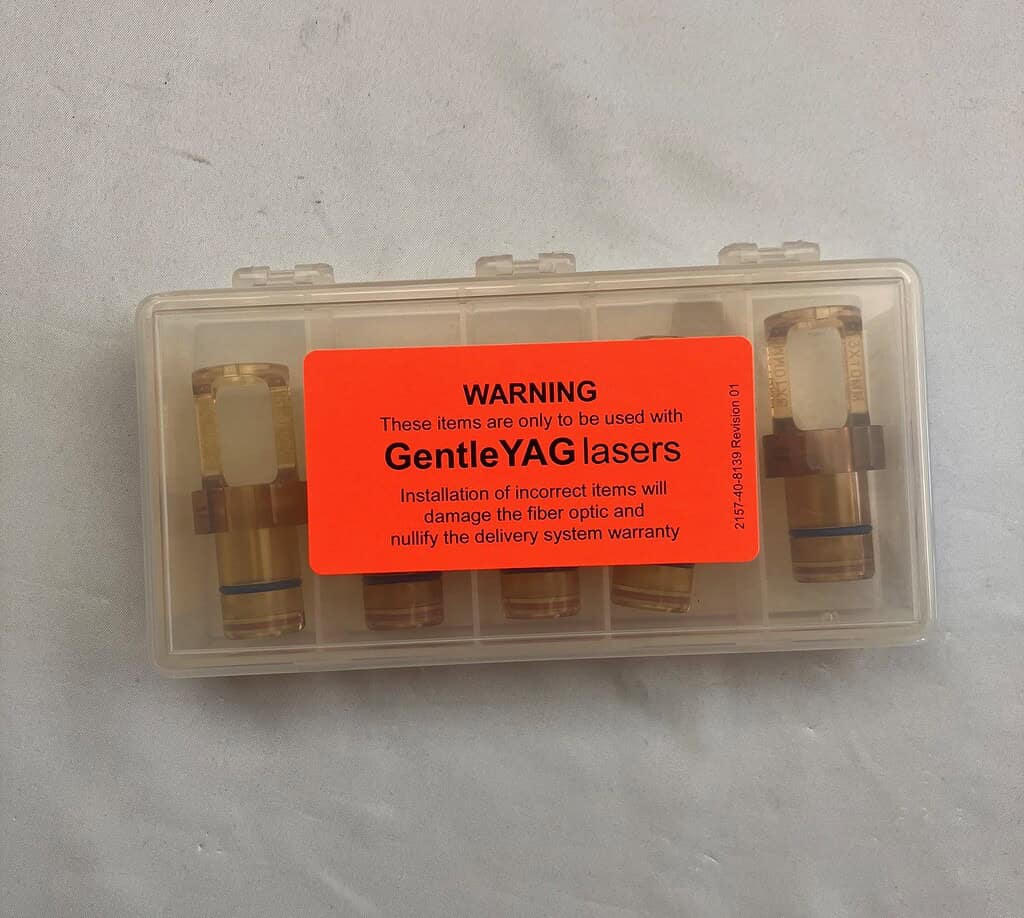 WARNING
These items are only to be used with
GentleYAG lasers
Installation of incorrect items will
damage the fiber optic and
nullify the delivery system warranty
2157-40-8139 Revision 01